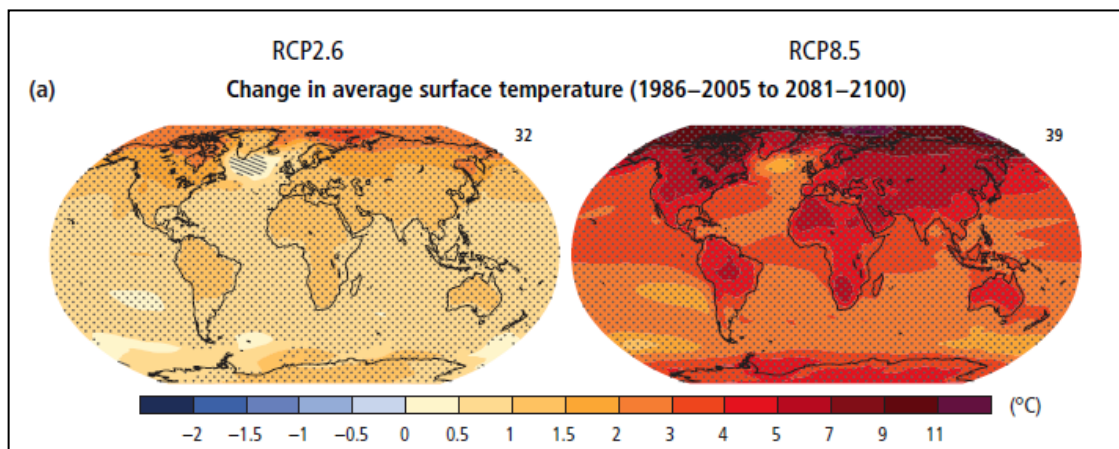 RCP2.6 RCP8.5
(a) Change in average surface temperature (1986–2005 to 2081–2100)
32 39
(°C)
−2 −1.5 −1 −0.5 0 0.5 1 1.5 2 3 4 5 7 9 11